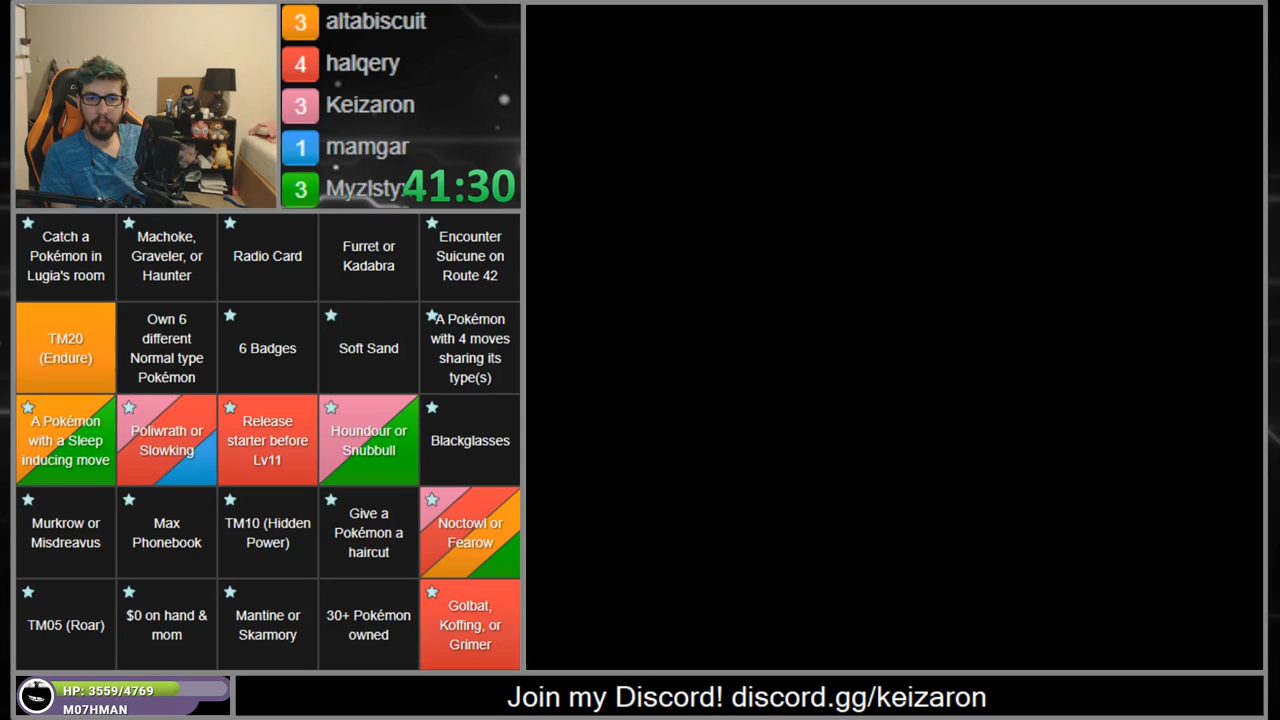 3 altabiscuit
4 halqery
3 Keizaron
1 mamgar
3 Myzlsty
41:30
Catch a
Pokémon in
Lugia's room
Machoke,
Graveler, or
Haunter
Radio Card
Furret or
Kadabra
Encounter
Suicune on
Route 42
TM20
(Endure)
Own 6
different
Normal type
Pokémon
6 Badges
Soft Sand
A Pokémon
with 4 moves
sharing its
type(s)
A Pokémon
with a Sleep
inducing move
Poliwrath or
Slowking
Release
starter before
Lv11
Houndour or
Snubbull
Blackglasses
Murkrow or
Misdreavus
Max
Phonebook
TM10 (Hidden
Power)
Give a
Pokémon a
haircut
Noctowl or
Fearow
TM05 (Roar)
$0 on hand &
mom
Mantine or
Skarmory
30+ Pokémon
owned
Golbat,
Koffing, or
Grimer
HP: 3559/4769
M07HMAN
Join my Discord! discord.gg/keizaron